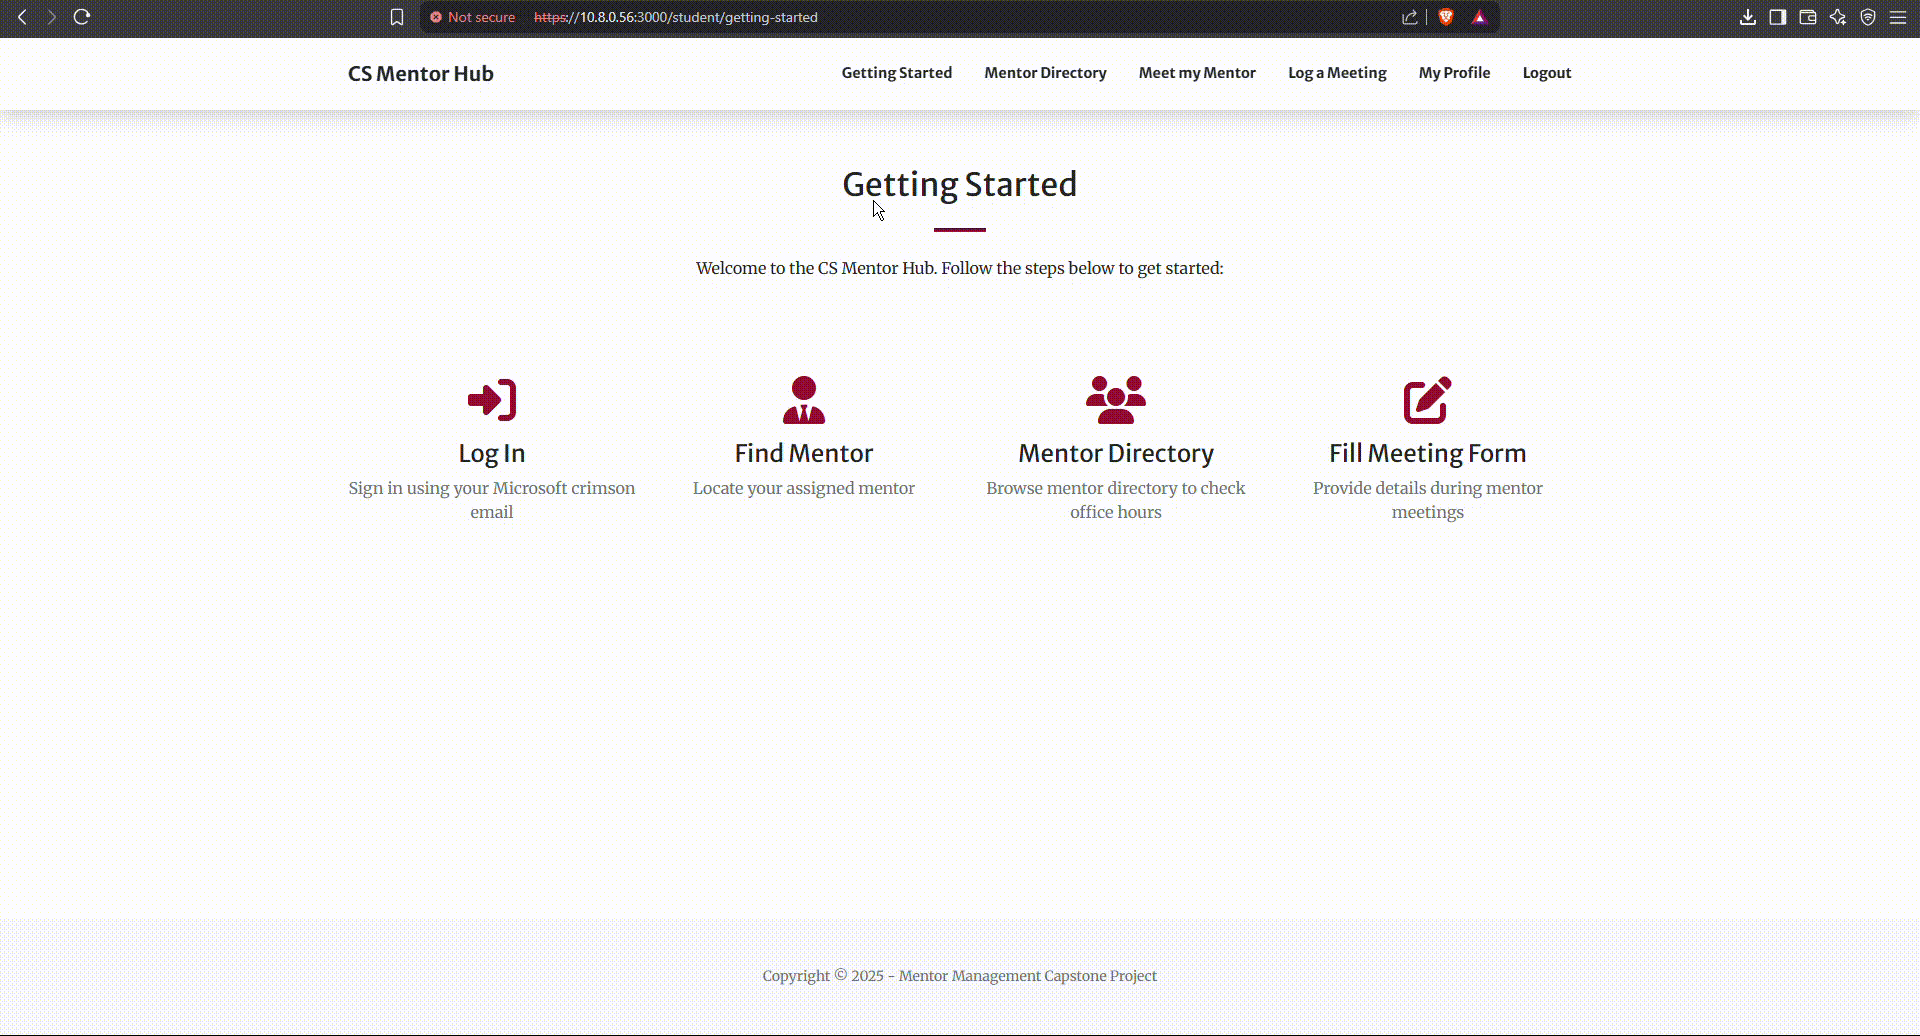 Not secure https://10.8.0.56:3000/student/getting-started
CS Mentor Hub
Getting Started Mentor Directory Meet my Mentor Log a Meeting My Profile Logout
Getting Started
Welcome to the CS Mentor Hub. Follow the steps below to get started:
Log In
Sign in using your Microsoft crimson
email
Find Mentor
Locate your assigned mentor
Mentor Directory
Browse mentor directory to check
office hours
Fill Meeting Form
Provide details during mentor
meetings
Copyright © 2025 - Mentor Management Capstone Project